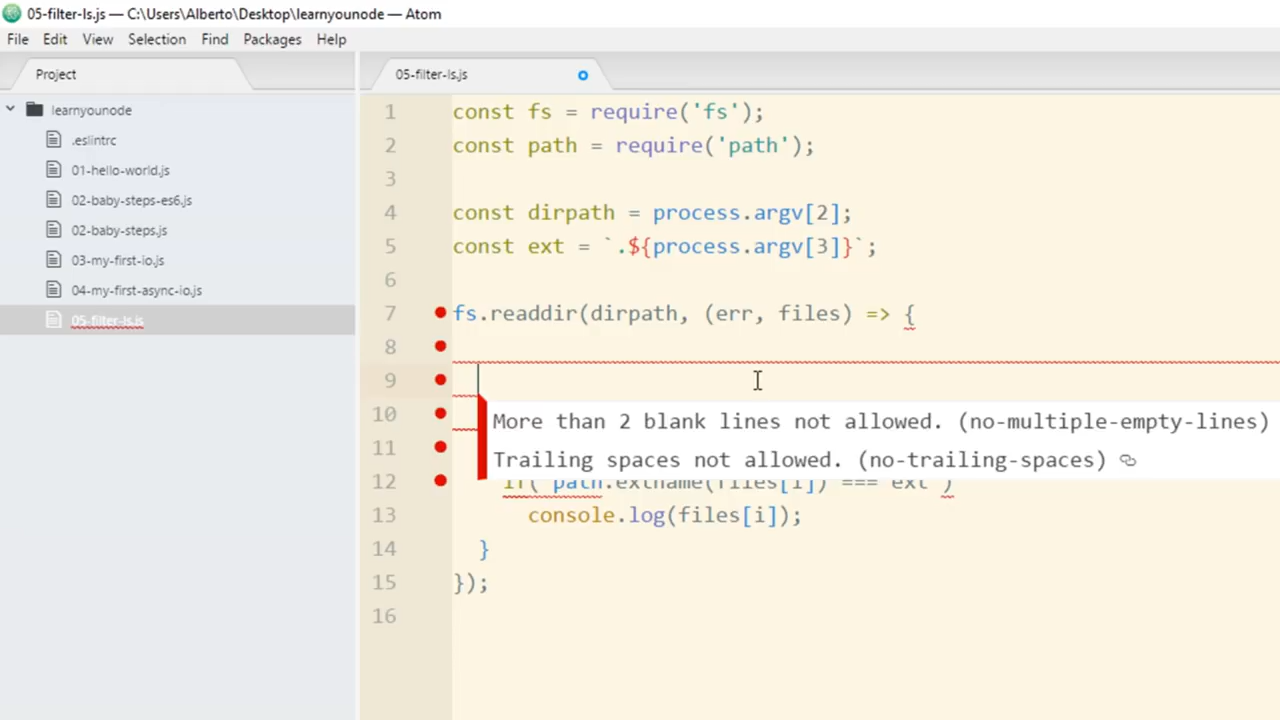 05-filter-ls.js — C:\Users\Alberto\Desktop\learnyounode — Atom
File Edit View Selection Find Packages Help
Project
learnyounode
.eslintrc
01-hello-world.js
02-baby-steps-es6.js
02-baby-steps.js
03-my-first-io.js
04-my-first-async-io.js
05-filter-ls.js
05-filter-ls.js
1 const fs = require('fs');
2 const path = require('path');
3
4 const dirpath = process.argv[2];
5 const ext = `.${process.argv[3]}`;
6
7 fs.readdir(dirpath, (err, files) => {
8
9
More than 2 blank lines not allowed. (no-multiple-empty-lines)
10
Trailing spaces not allowed. (no-trailing-spaces)
11
12 if( path.extname(files[i]) === ext )
13 console.log(files[i]);
14 }
15 });
16